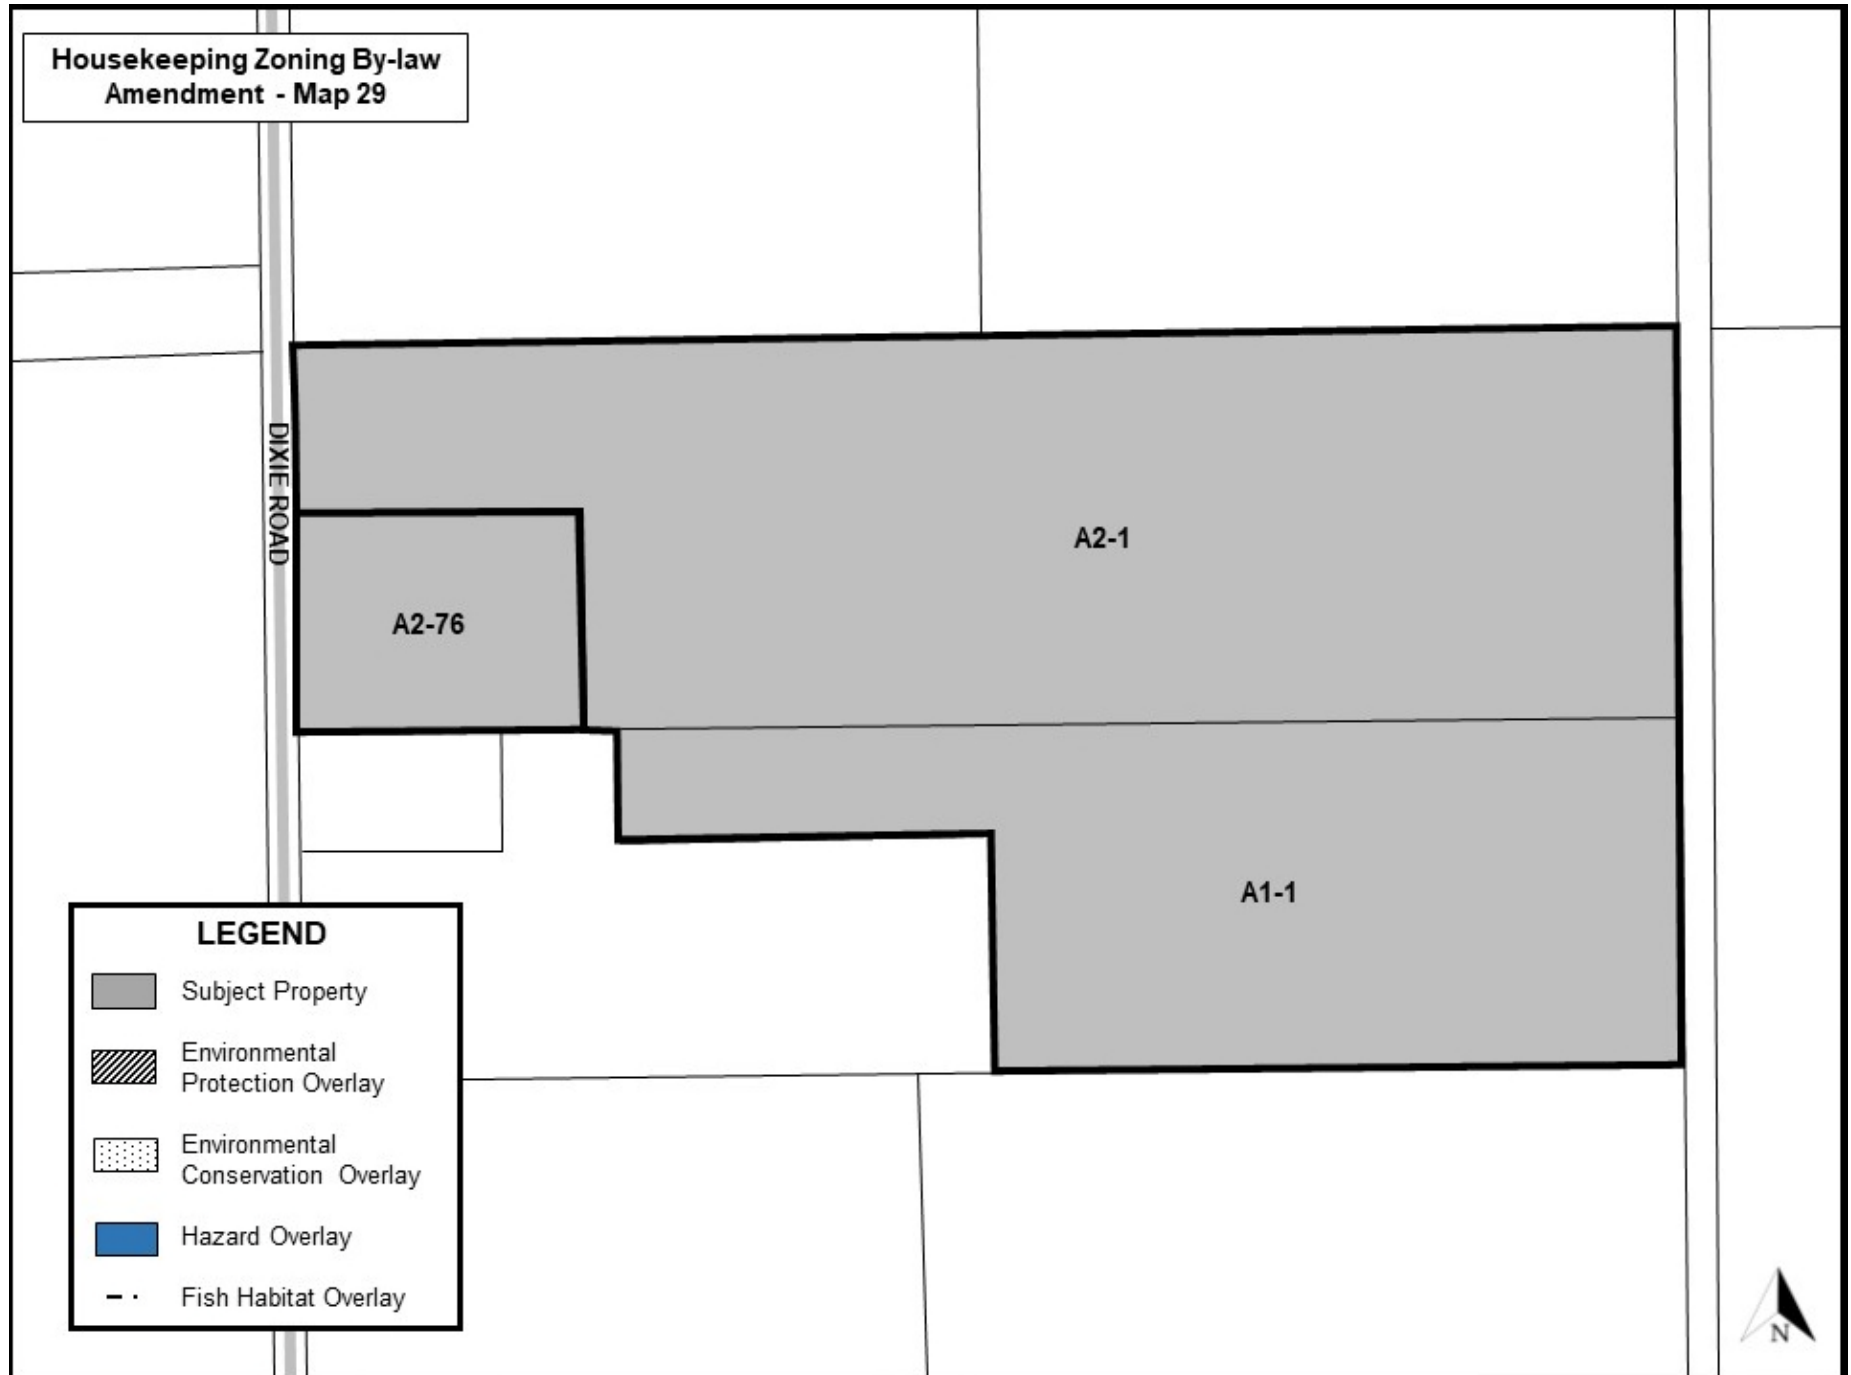 Housekeeping Zoning By-law
Amendment - Map 29
DIXIE ROAD
A2-1
A2-76
A1-1
LEGEND
Subject Property
Environmental
Protection Overlay
Environmental
Conservation Overlay
Hazard Overlay
Fish Habitat Overlay
N